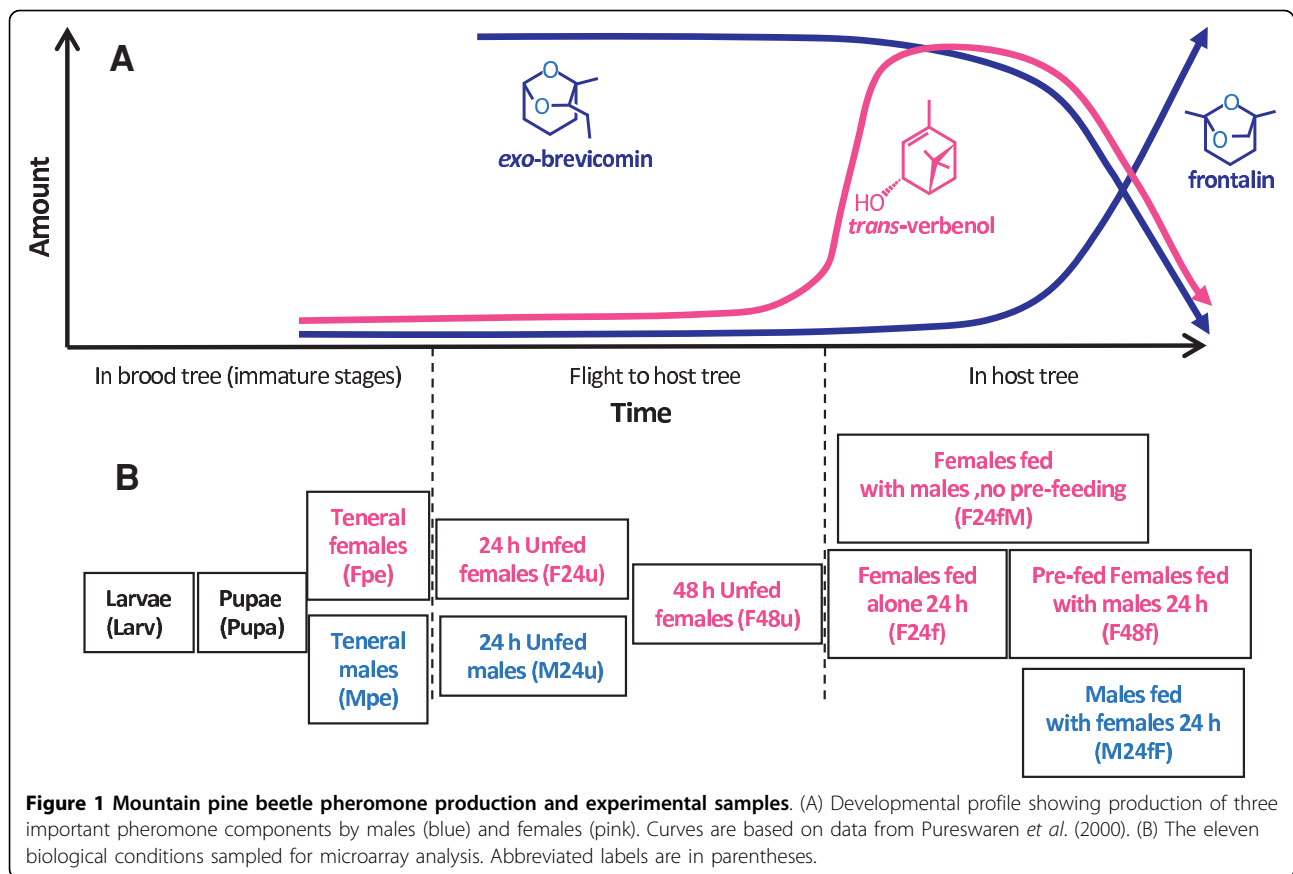 A
Amount
O
O
exo-brevicomin
HO
trans-verbenol
O
O
frontalin
In brood tree (immature stages)
Flight to host tree
In host tree
Time
B
Larvae
(Larv)
Pupae
(Pupa)
Teneral
females
(Fpe)
Teneral
males
(Mpe)
24 h Unfed
females (F24u)
24 h Unfed
males (M24u)
48 h Unfed
females (F48u)
Females fed
with males ,no pre-feeding
(F24fM)
Females fed
alone 24 h
(F24f)
Pre-fed Females fed
with males 24 h
(F48f)
Males fed
with females 24 h
(M24fF)
Figure 1 Mountain pine beetle pheromone production and experimental samples. (A) Developmental profile showing production of three
important pheromone components by males (blue) and females (pink). Curves are based on data from Pureswaren et al. (2000). (B) The eleven
biological conditions sampled for microarray analysis. Abbreviated labels are in parentheses.